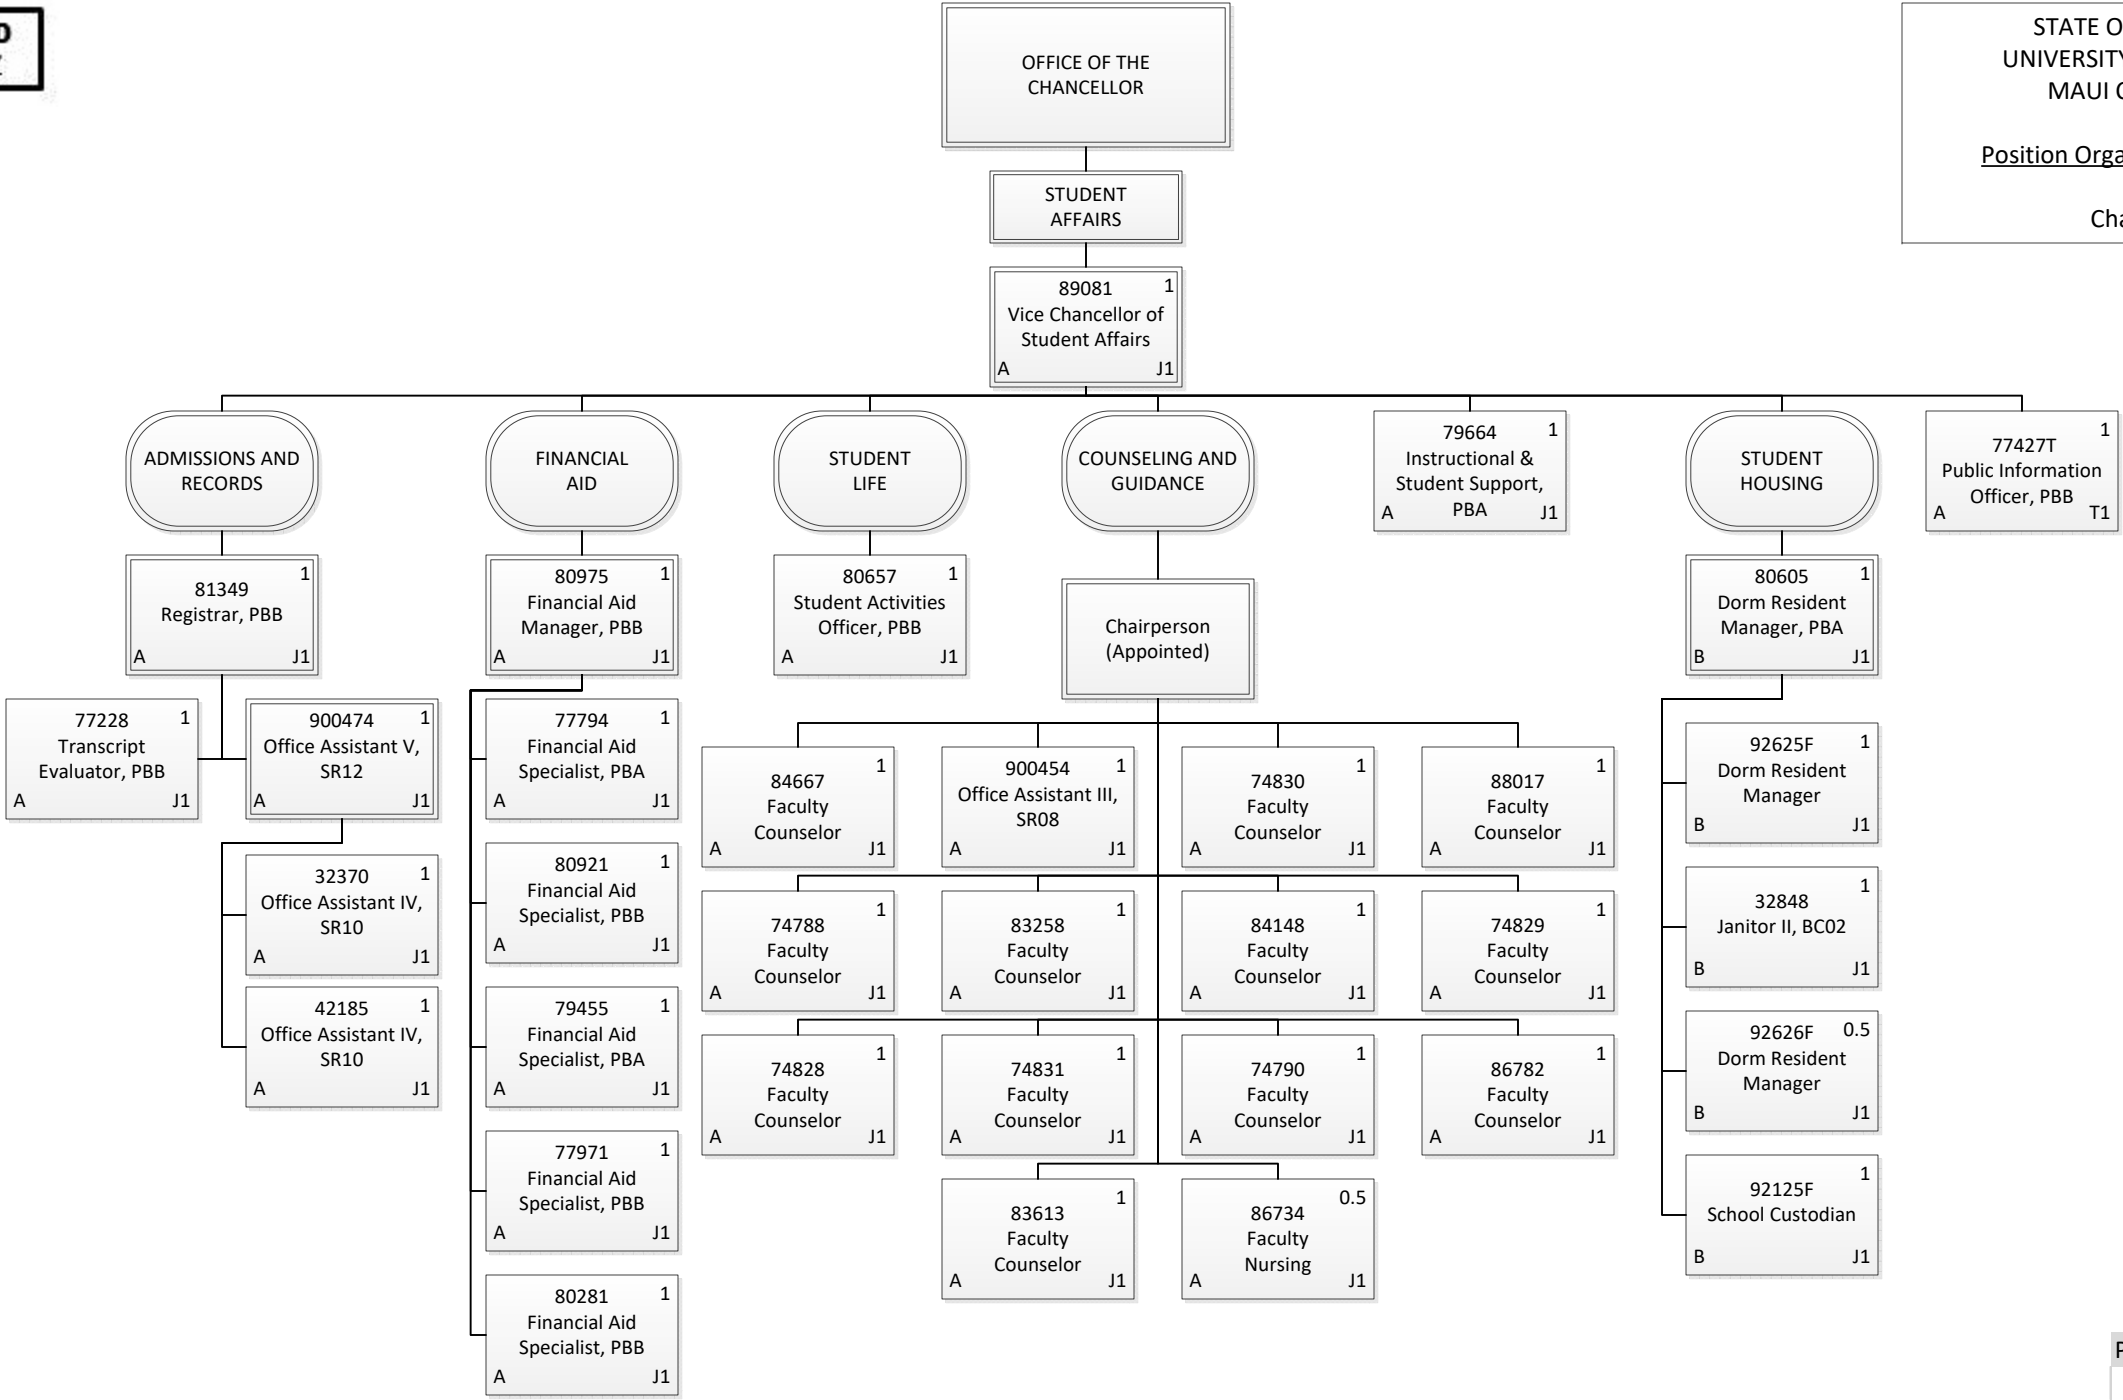 OFFICE OF THE
CHANCELLOR
STATE O
UNIVERSITY
MAUI
Position
STUDENT
AFFAIRS
89081 1
Vice Chancellor of
Student Affairs
A J1
ADMISSIONS AND
RECORDS
FINANCIAL
AID
STUDENT
LIFE
COUNSELING AND
GUIDANCE
79664 1
Instructional &
Student Support,
PBA
A J1
STUDENT
HOUSING
77427T 1
Public Information
Officer, PBB
A T1
81349 1
Registrar, PBB
A J1
80975 1
Financial Aid
Manager, PBB
A J1
80657 1
Student Activities
Officer, PBB
A J1
Chairperson
(Appointed)
80605 1
Dorm Resident
Manager, PBA
B J1
77228 1
Transcript
Evaluator, PBB
A J1
900474 1
Office Assistant V,
SR12
A J1
32370 1
Office Assistant IV,
SR10
A J1
42185 1
Office Assistant IV,
SR10
A J1
77794 1
Financial Aid
Specialist, PBA
A J1
80921 1
Financial Aid
Specialist, PBB
A J1
79455 1
Financial Aid
Specialist, PBA
A J1
77971 1
Financial Aid
Specialist, PBB
A J1
80281 1
Financial Aid
Specialist, PBB
A J1
84667 1
Faculty
Counselor
A J1
900454 1
Office Assistant III,
SR08
A J1
74830 1
Faculty
Counselor
A J1
88017 1
Faculty
Counselor
A J1
74788 1
Faculty
Counselor
A J1
83258 1
Faculty
Counselor
A J1
84148 1
Faculty
Counselor
A J1
74829 1
Faculty
Counselor
A J1
74828 1
Faculty
Counselor
A J1
74831 1
Faculty
Counselor
A J1
74790 1
Faculty
Counselor
A J1
86782 1
Faculty
Counselor
A J1
83613 1
Faculty
Counselor
A J1
86734 0.5
Faculty
Nursing
A J1
92625F 1
Dorm Resident
Manager
B J1
32848 1
Janitor II, BC02
B J1
92626F 0.5
Dorm Resident
Manager
B J1
92125F 1
School Custodian
B J1